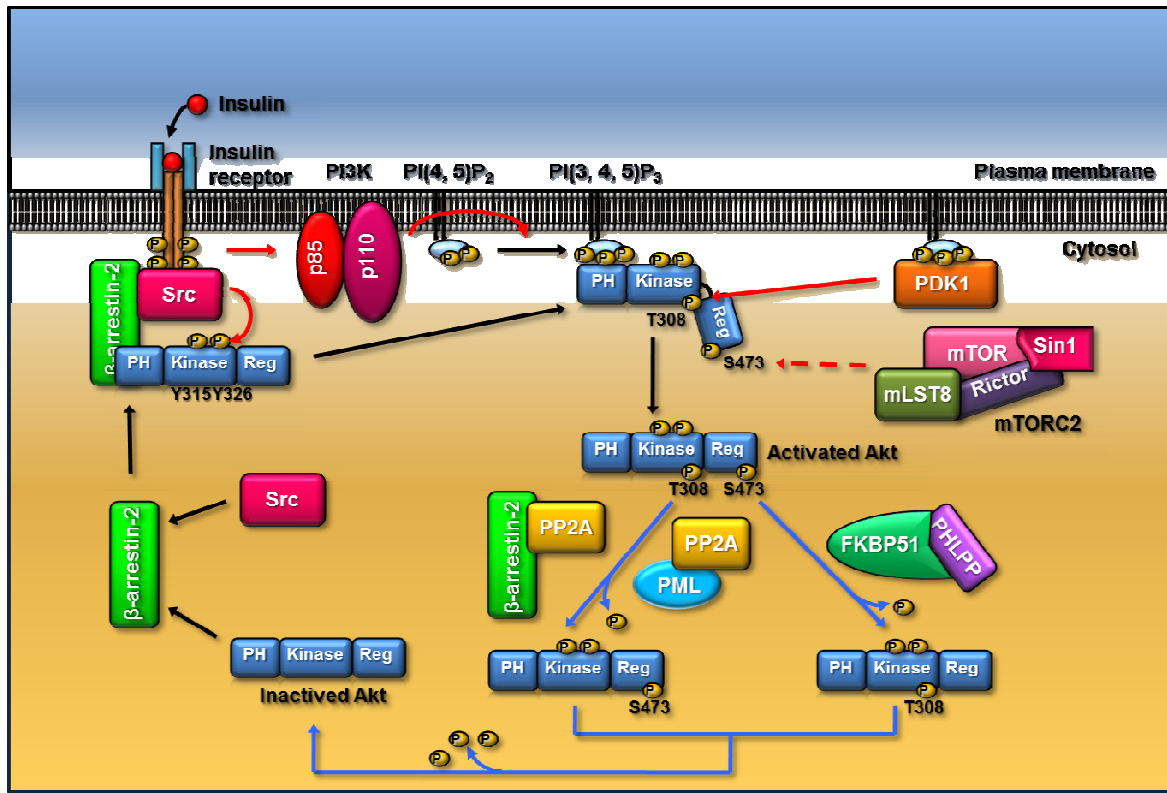 Insulin
Insulin
receptor
PI3K
PI(4, 5)P2
PI(3, 4, 5)P3
Plasma membrane
Cytosol
P P
P P
β-arrestin-2
Src
p85
p110
P P
P P P
P P
PH
Kinase
P
T308
Reg
P
S473
P P P
PDK1
P P
PH
Kinase
Reg
Y315Y326
mTOR
Sin1
mLST8
Rictor
mTORC2
P P
PH
Kinase
Reg
Activated Akt
P
P
T308
S473
Src
β-arrestin-2
β-arrestin-2
PP2A
PP2A
PML
FKBP51
PHLPP
P
P
PH
Kinase
Reg
Inactived Akt
P P
PH
Kinase
Reg
P
S473
P P
PH
Kinase
Reg
P
T308
P P
P